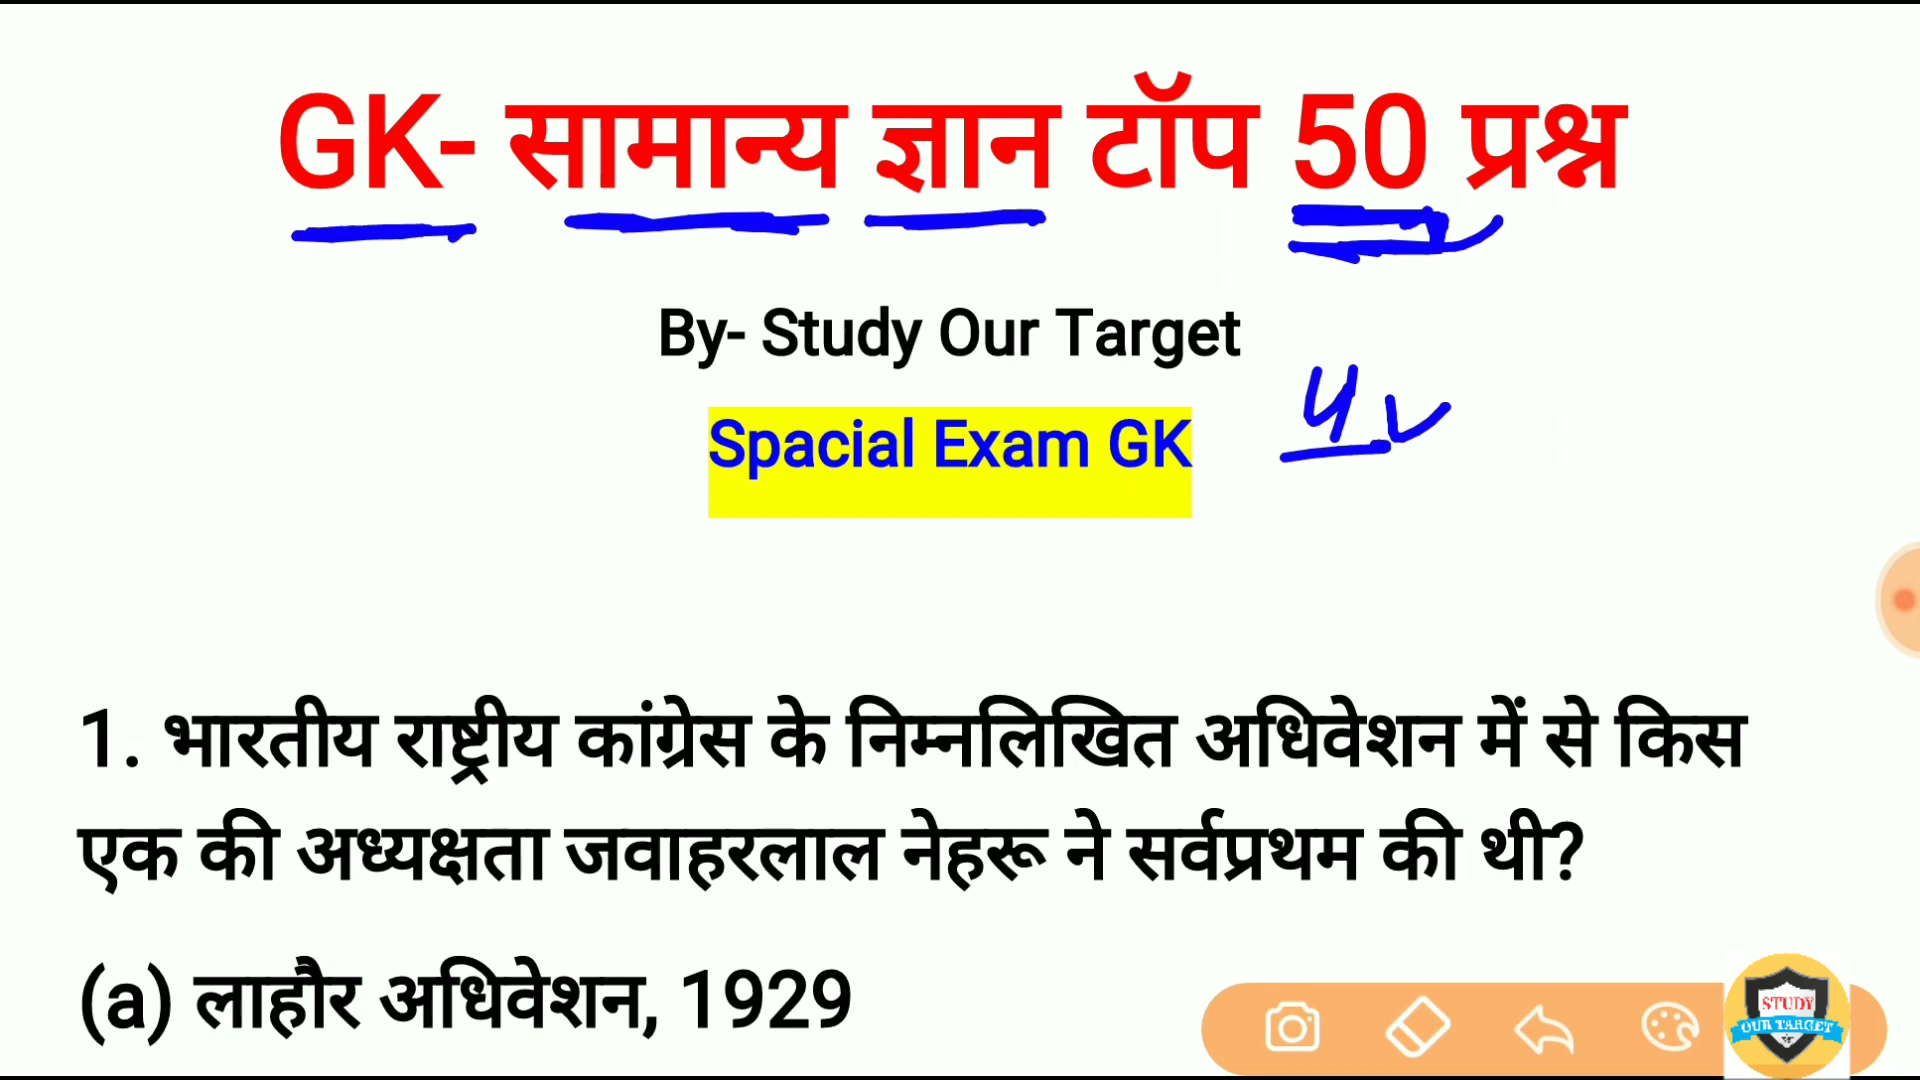 GK- सामान्य ज्ञान टॉप 50 प्रश्न
By- Study Our Target
Spacial Exam GK
1. भारतीय राष्ट्रीय कांग्रेस के निम्नलिखित अधिवेशन में से किस
एक की अध्यक्षता जवाहरलाल नेहरू ने सर्वप्रथम की थी?
(a) लाहौर अधिवेशन, 1929
STUDY
OUR TARGET